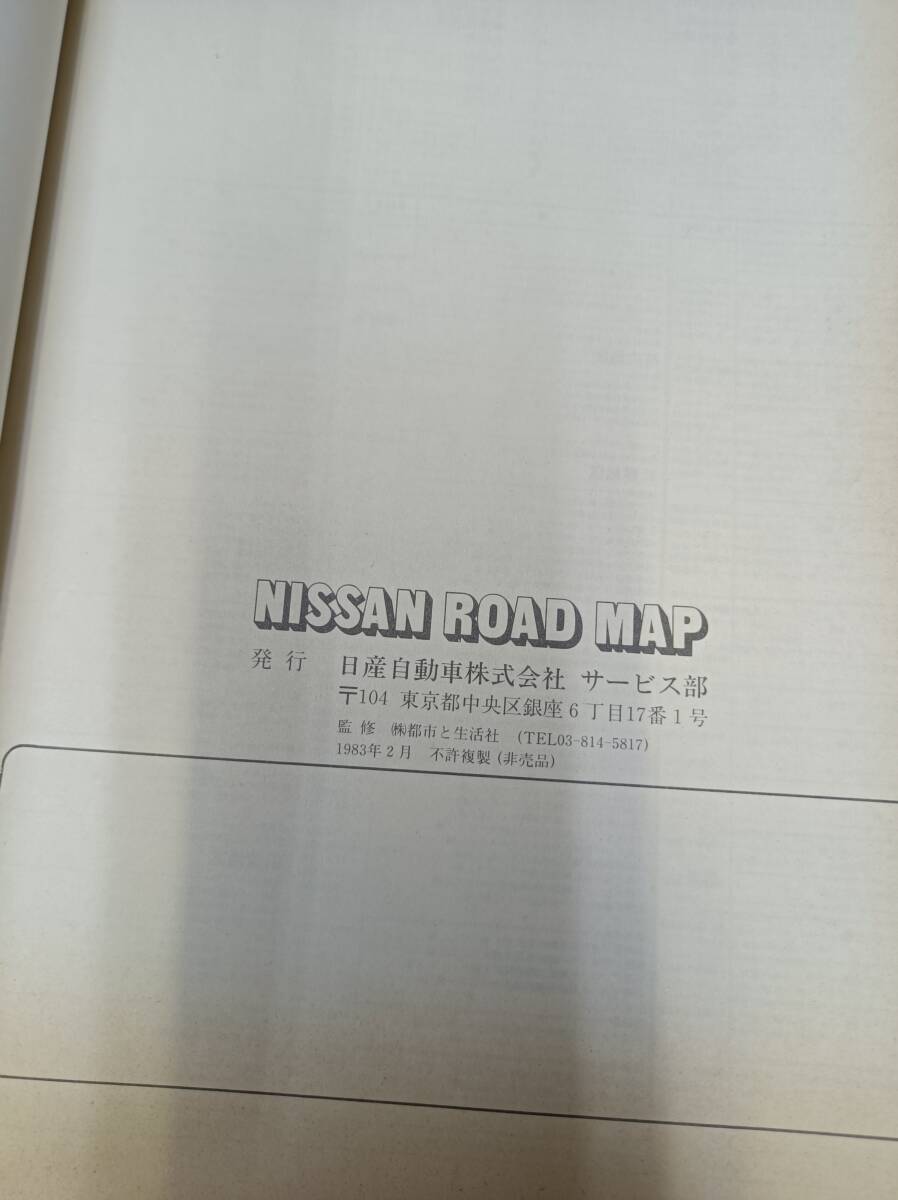 NISSAN ROAD MAP
発行 日産自動車株式会社 サービス部
〒104 東京都中央区銀座6丁目17番1号
監修 ㈱都市と生活社 (TEL03-814-5817)
1983年2月 不許複製(非売品)